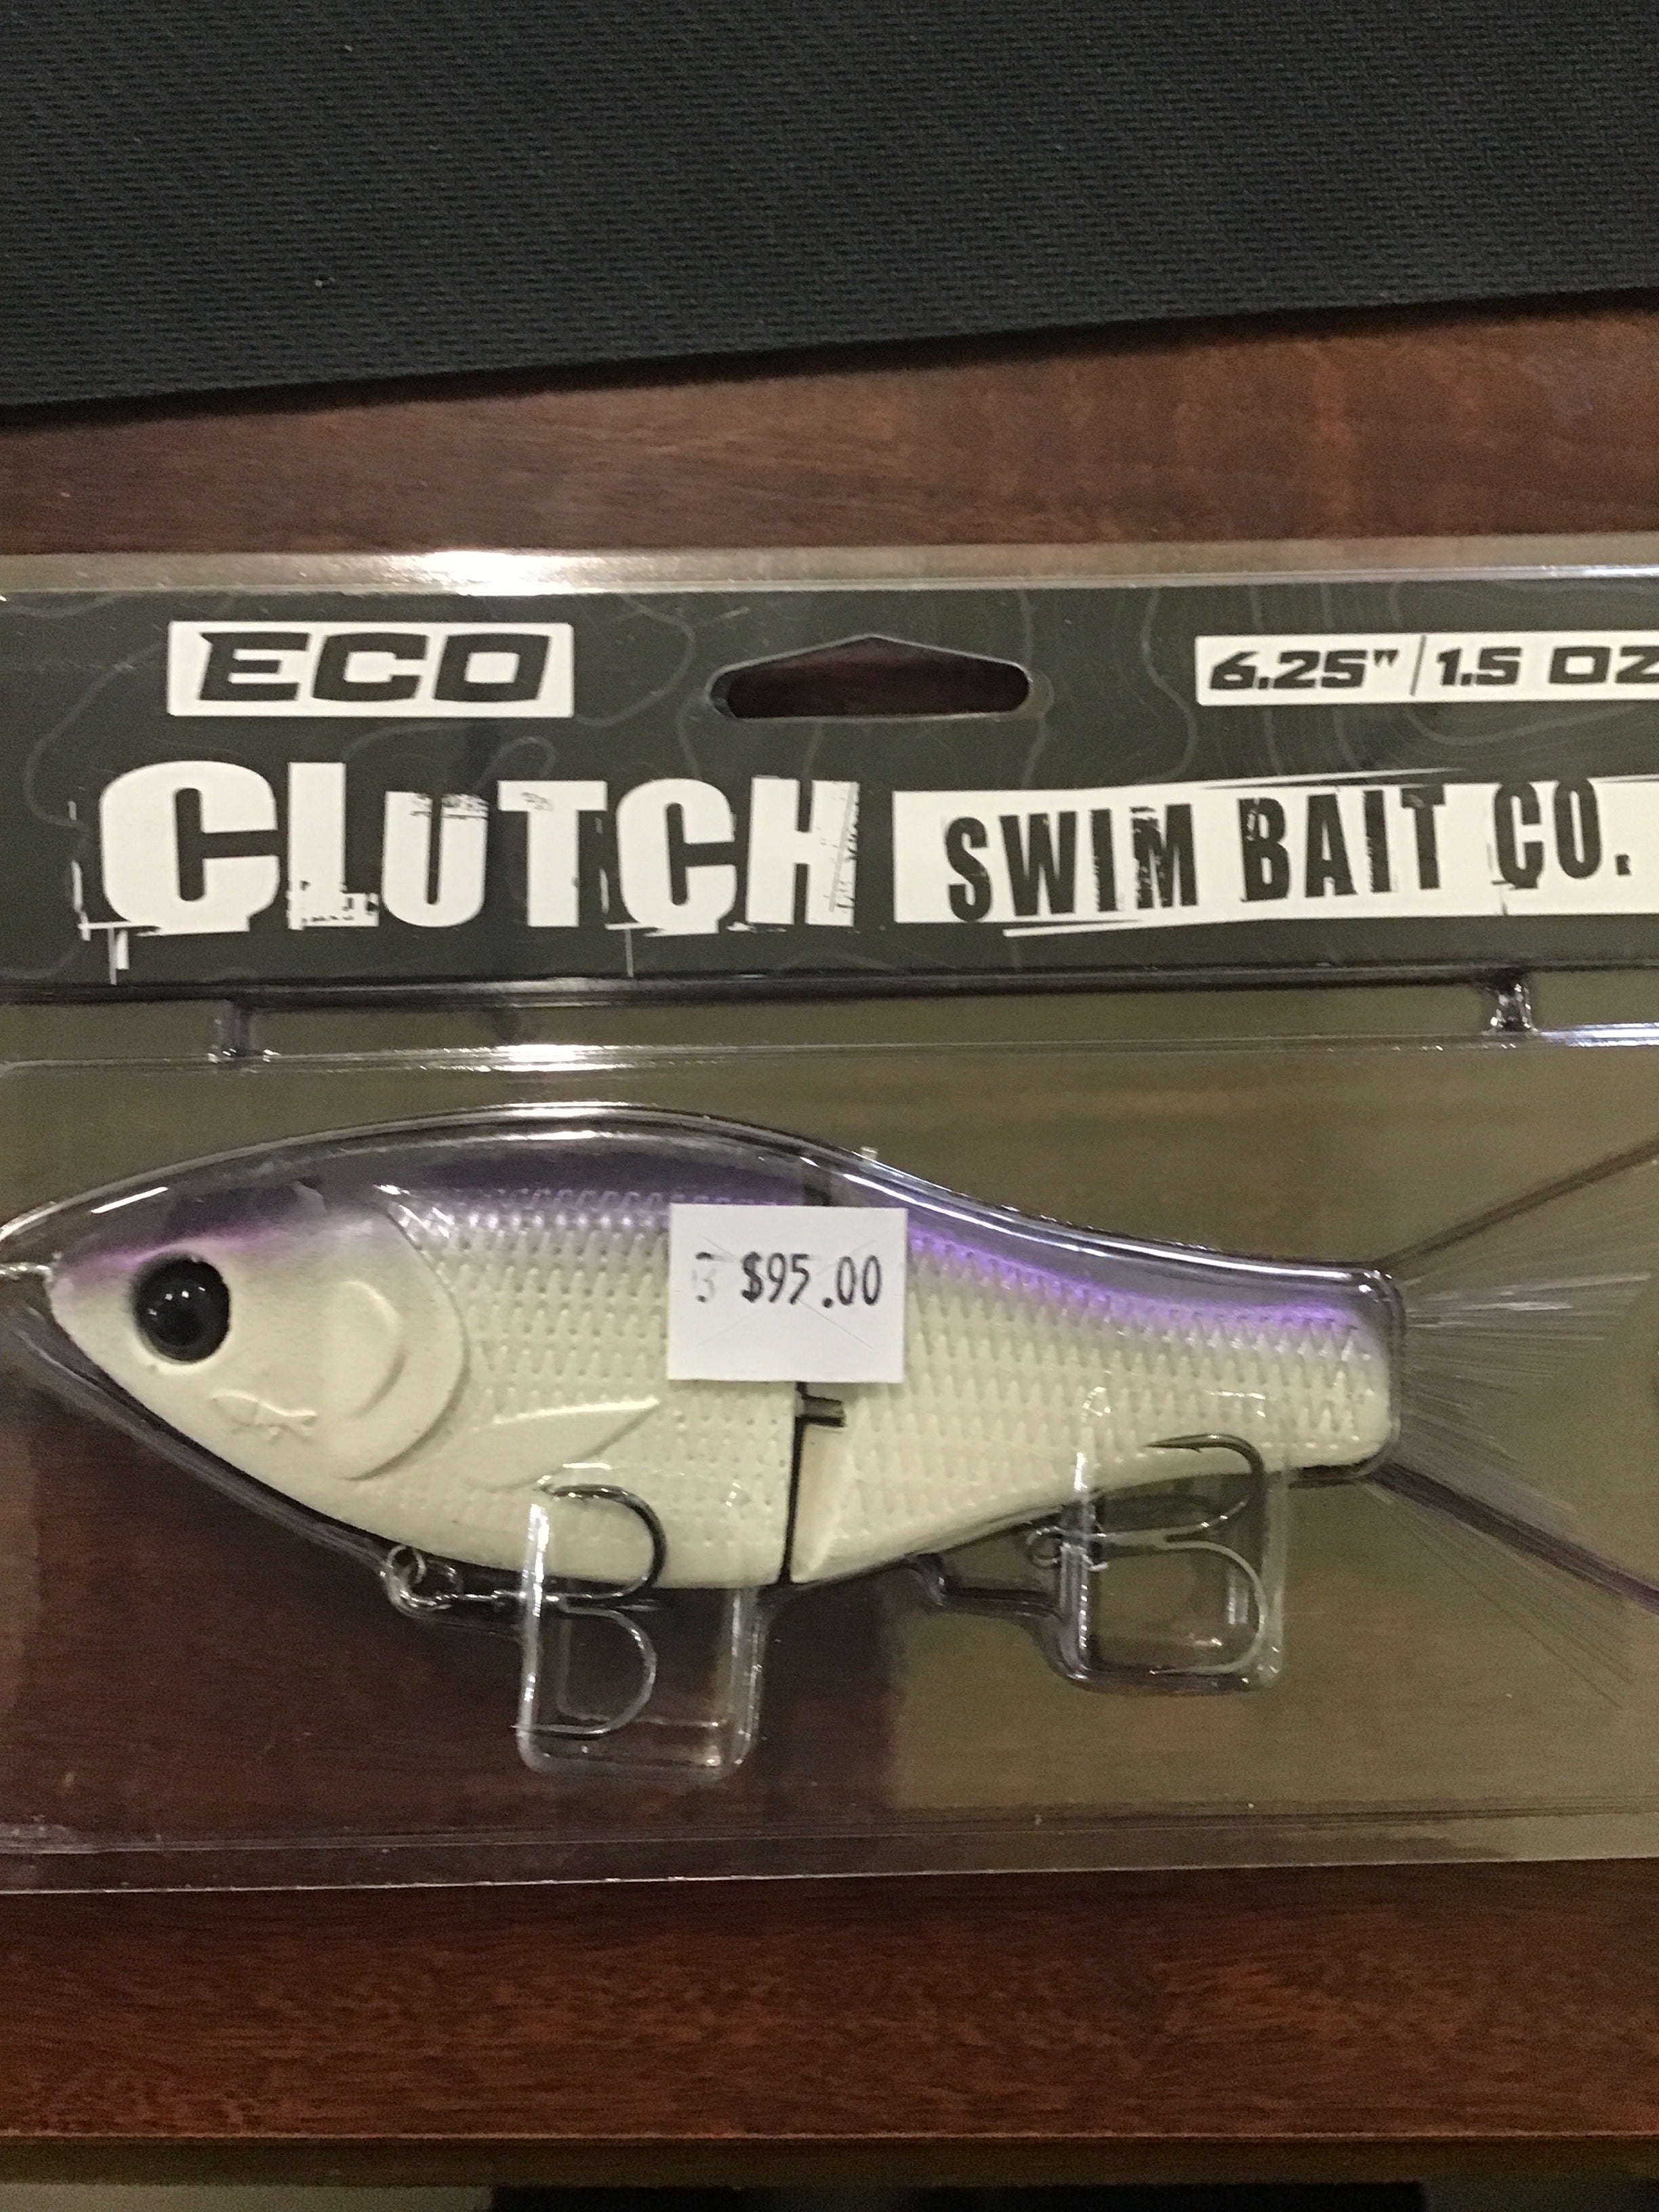 ECO
6.25" / 1.5 OZ
CLUTCH SWIM BAIT CO.
$95.00